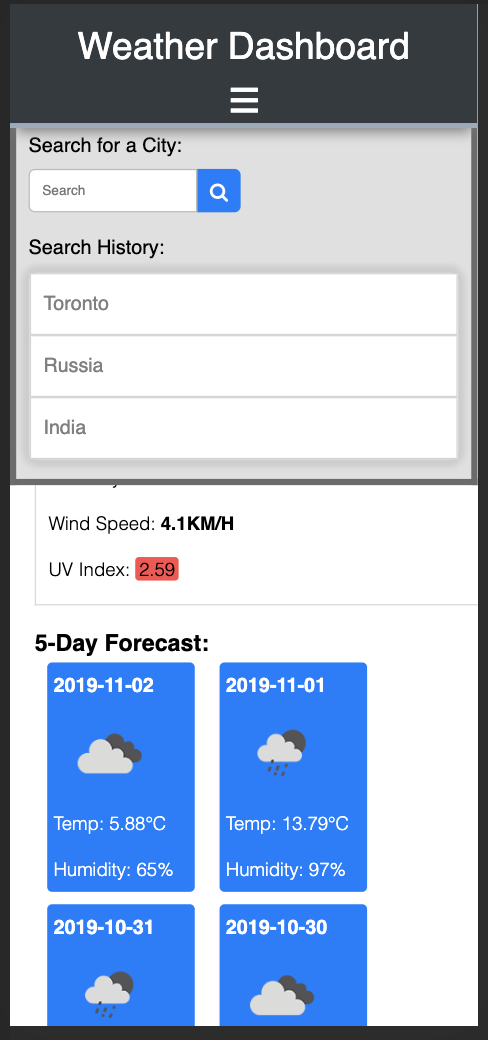 Weather Dashboard
Search for a City:
Search
Search History:
Toronto
Russia
India
Wind Speed: 4.1KM/H
UV Index: 2.59
5-Day Forecast:
2019-11-02 2019-11-01
Temp: 5.88°C Temp: 13.79°C
Humidity: 65% Humidity: 97%
2019-10-31 2019-10-30